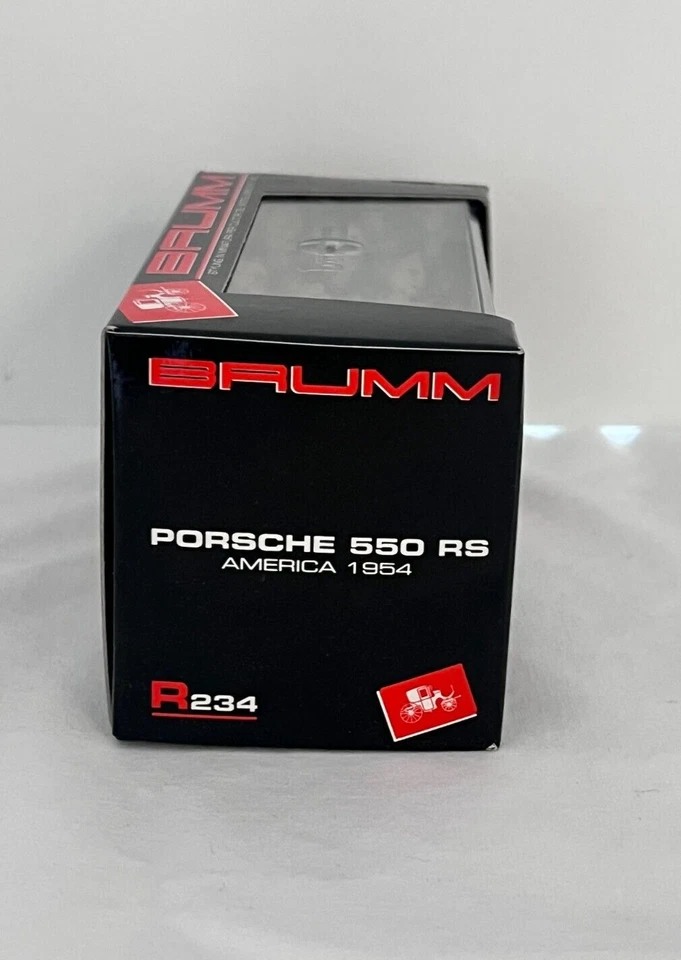 BRUMM
BRUMM
PORSCHE 550 RS
AMERICA 1954
R234